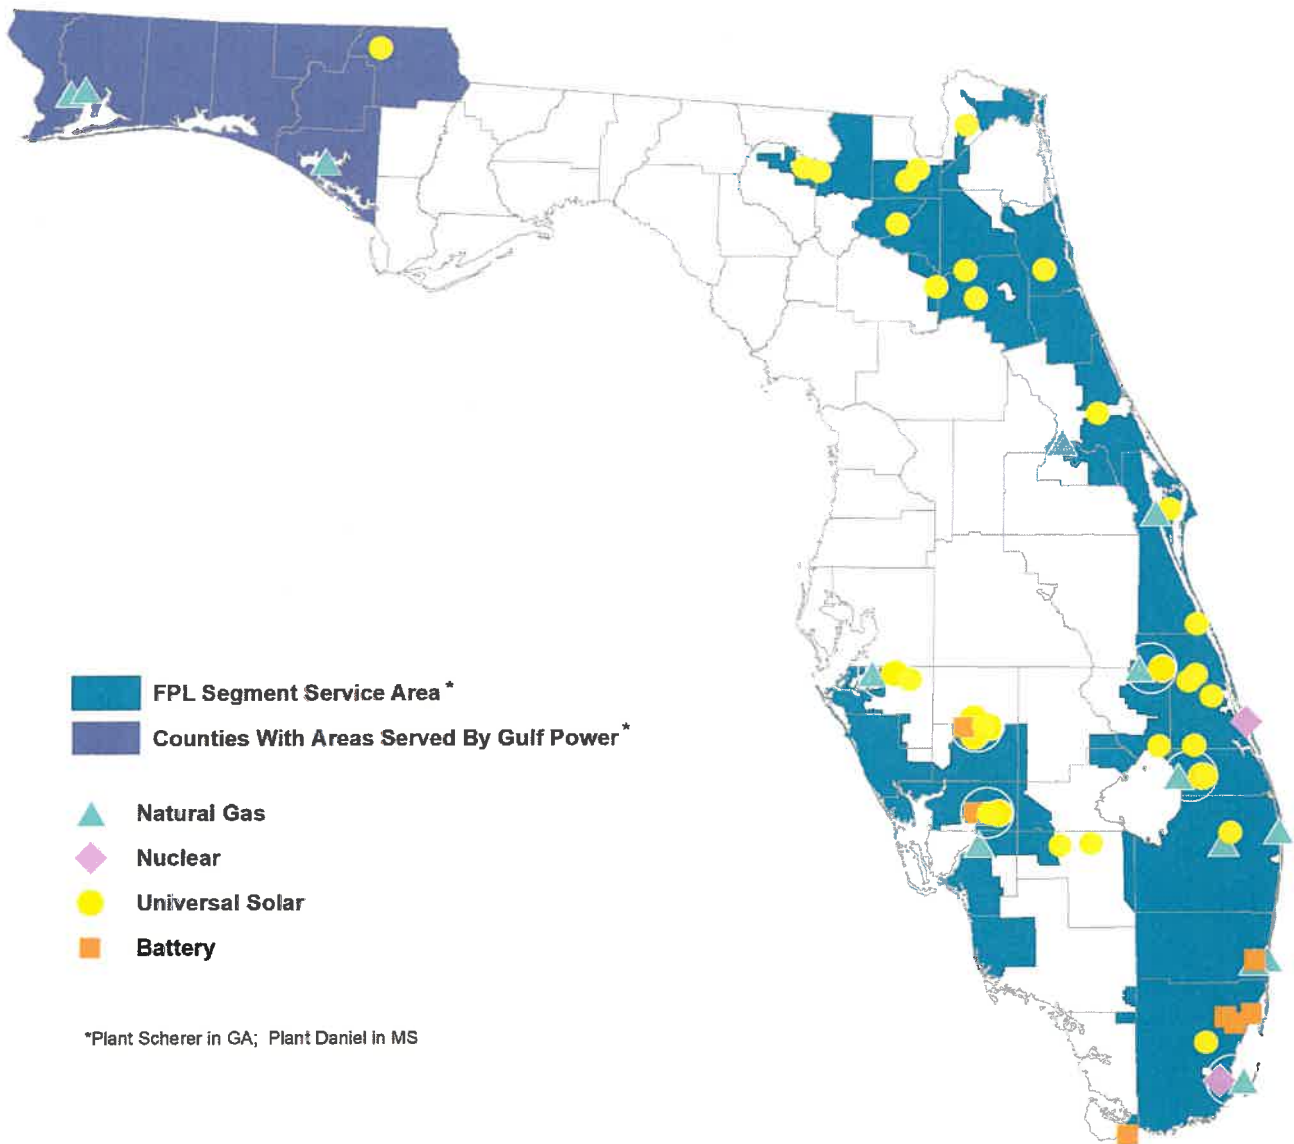 FPL Segment Service Area*
Counties With Areas Served By Gulf Power*
Natural Gas
Nuclear
Universal Solar
Battery
*Plant Scherer in GA; Plant Daniel in MS